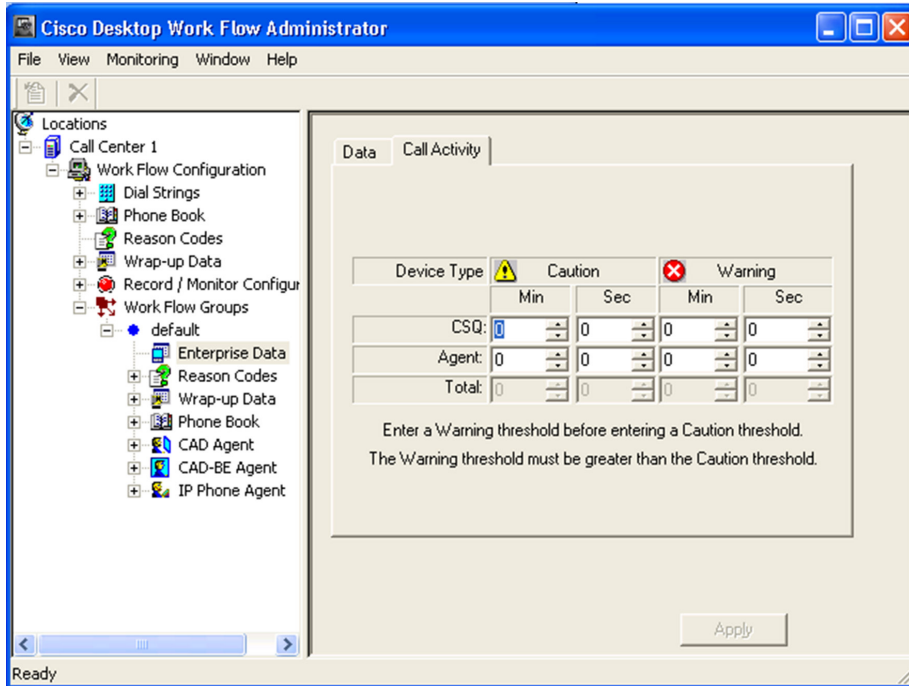 Cisco Desktop Work Flow Administrator
File View Monitoring Window Help
Locations
Call Center 1
Work Flow Configuration
Dial Strings
Phone Book
Reason Codes
Wrap-up Data
Record / Monitor Configur
Work Flow Groups
default
Enterprise Data
Reason Codes
Wrap-up Data
Phone Book
CAD Agent
CAD-BE Agent
IP Phone Agent
Data Call Activity
Device Type Caution Warning
Min Sec Min Sec
CSQ: 0 0 0 0
Agent: 0 0 0 0
Total: 0 0 0 0
Enter a Warning threshold before entering a Caution threshold.
The Warning threshold must be greater than the Caution threshold.
Apply
Ready